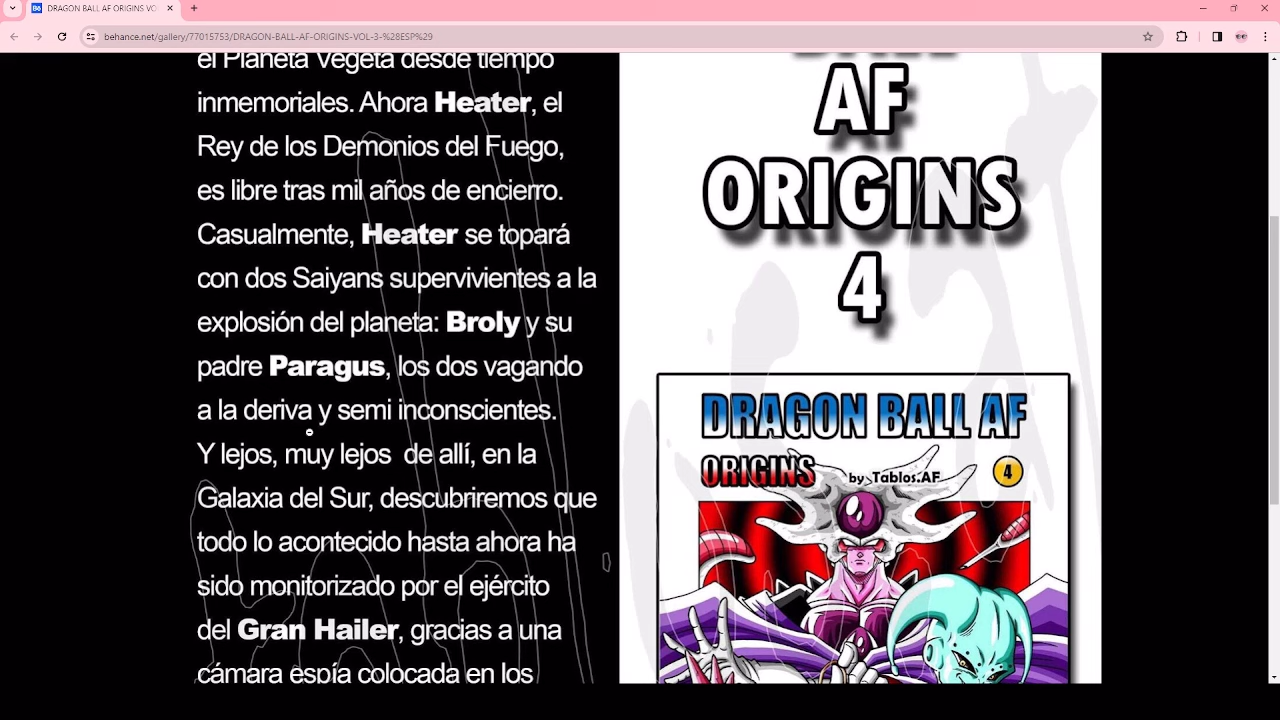 DRAGON BALL AF ORIGINS VO
behance.net/gallery/77015753/DRAGON-BALL-AF-ORIGINS-VOL-3-%28ESP%29
el Planeta Vegeta desde tiempo
inmemoriales. Ahora Heater, el
Rey de los Demonios del Fuego,
es libre tras mil años de encierro.
Casualmente, Heater se topará
con dos Saiyans supervivientes a la
explosión del planeta: Broly y su
padre Paragus, los dos vagando
a la deriva y semi inconscientes.
Y lejos, muy lejos de allí, en la
Galaxia del Sur, descubriremos que
todo lo acontecido hasta ahora ha
sido monitorizado por el ejército
del Gran Hailer, gracias a una
cámara espía colocada en los
AF
ORIGINS
4
DRAGON BALL AF
ORIGINS
by Tablos.AF
4